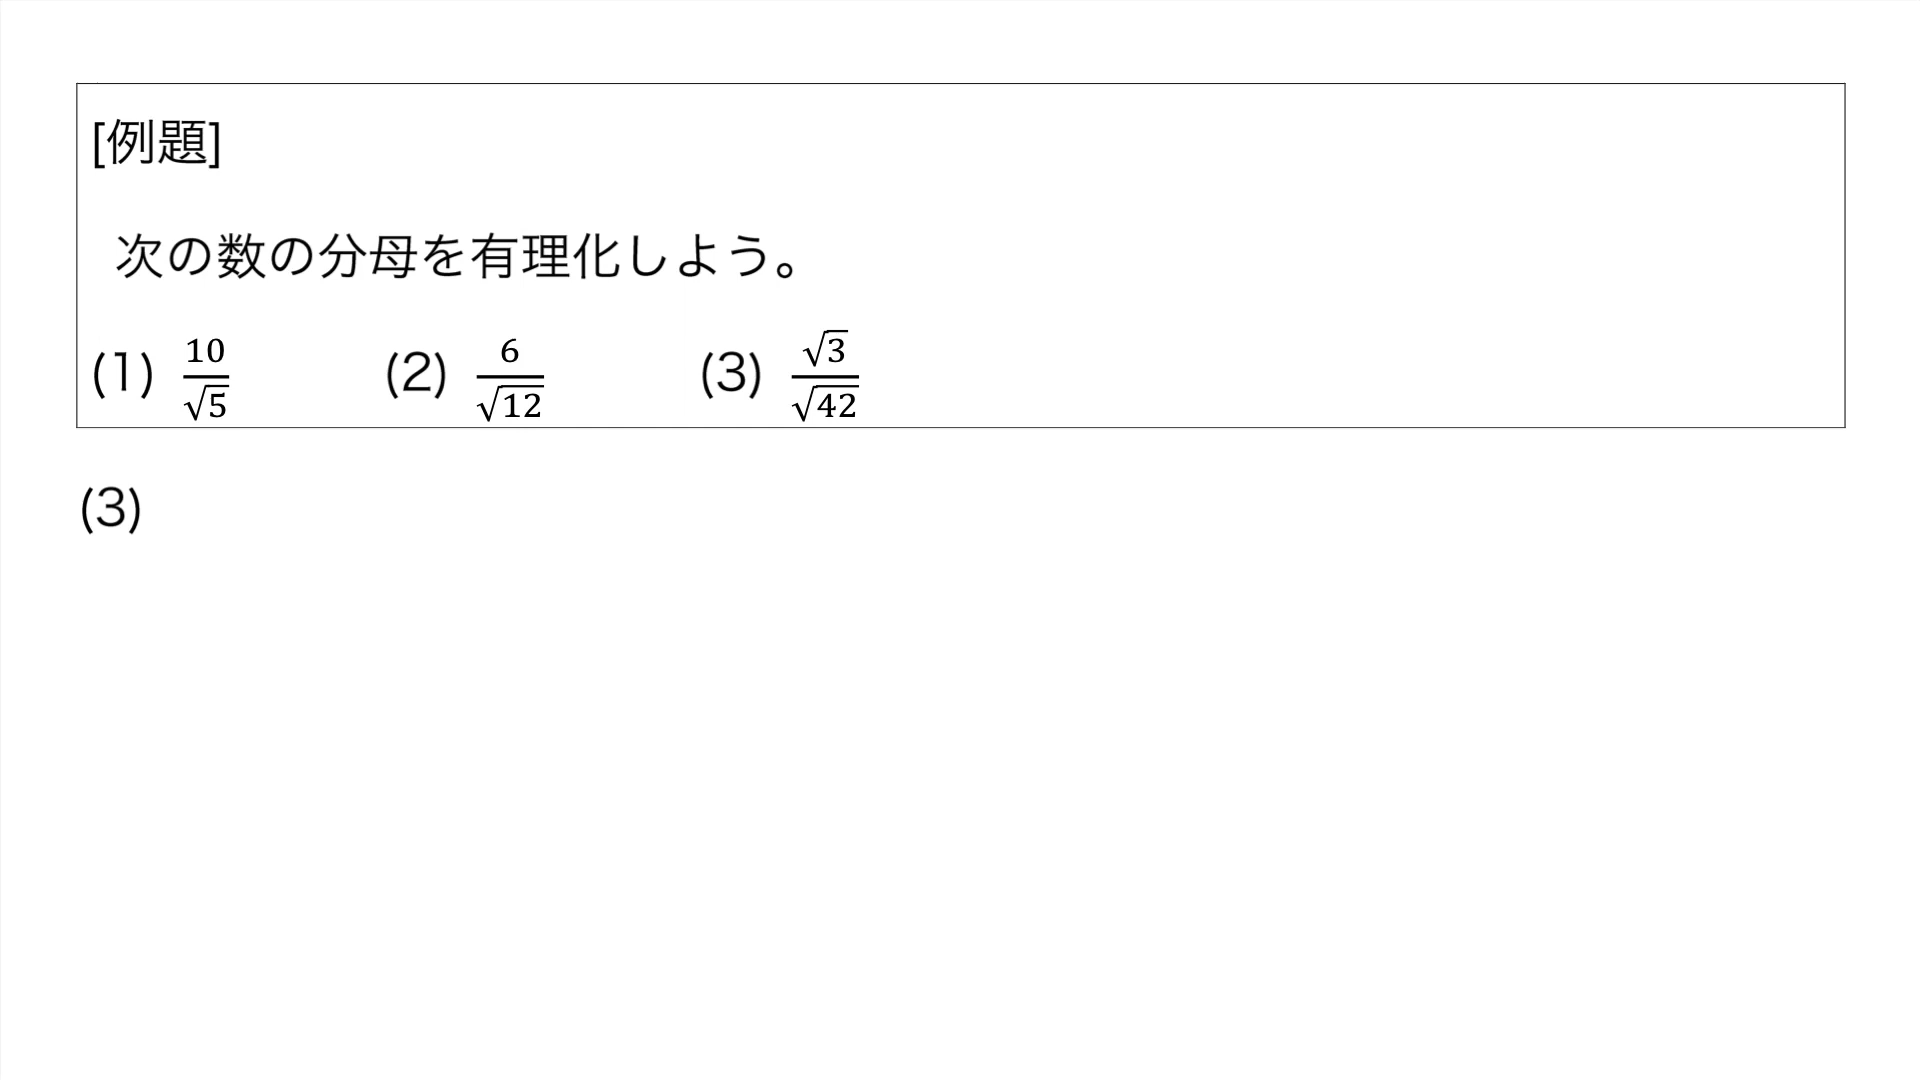 [例題]
次の数の分母を有理化しよう。
(1) 10/√5 (2) 6/√12 (3) √3/√42
(3)